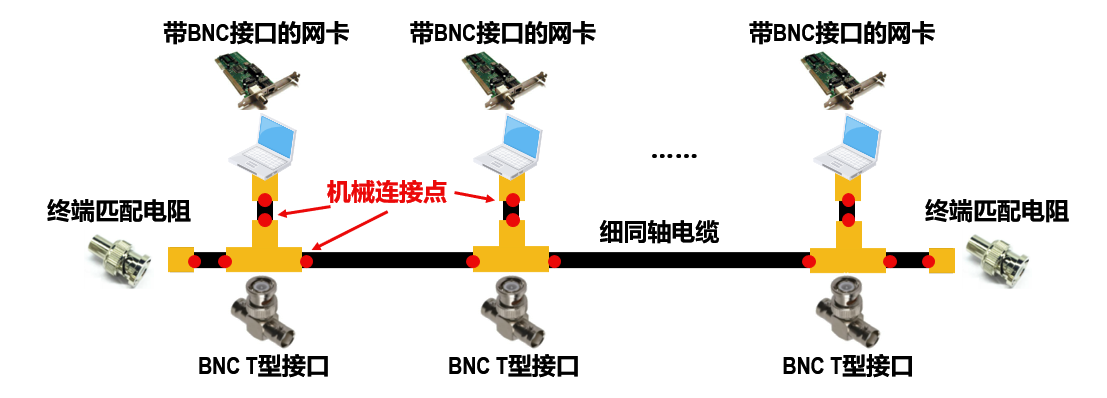 带BNC接口的网卡
带BNC接口的网卡
带BNC接口的网卡
……
机械连接点
终端匹配电阻
细同轴电缆
终端匹配电阻
BNC T型接口
BNC T型接口
BNC T型接口